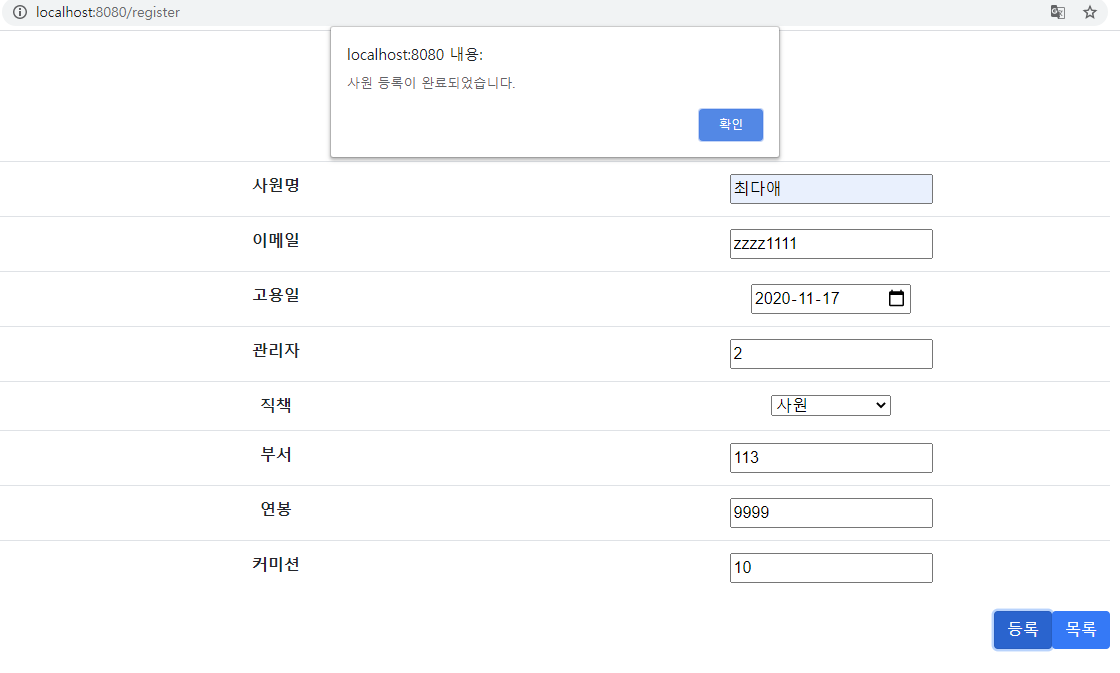 localhost:8080/register
localhost:8080 내용:
사원 등록이 완료되었습니다.
확인
사원명 최다애
이메일 zzzz1111
고용일 2020-11-17
관리자 2
직책 사원
부서 113
연봉 9999
커미션 10
등록 목록